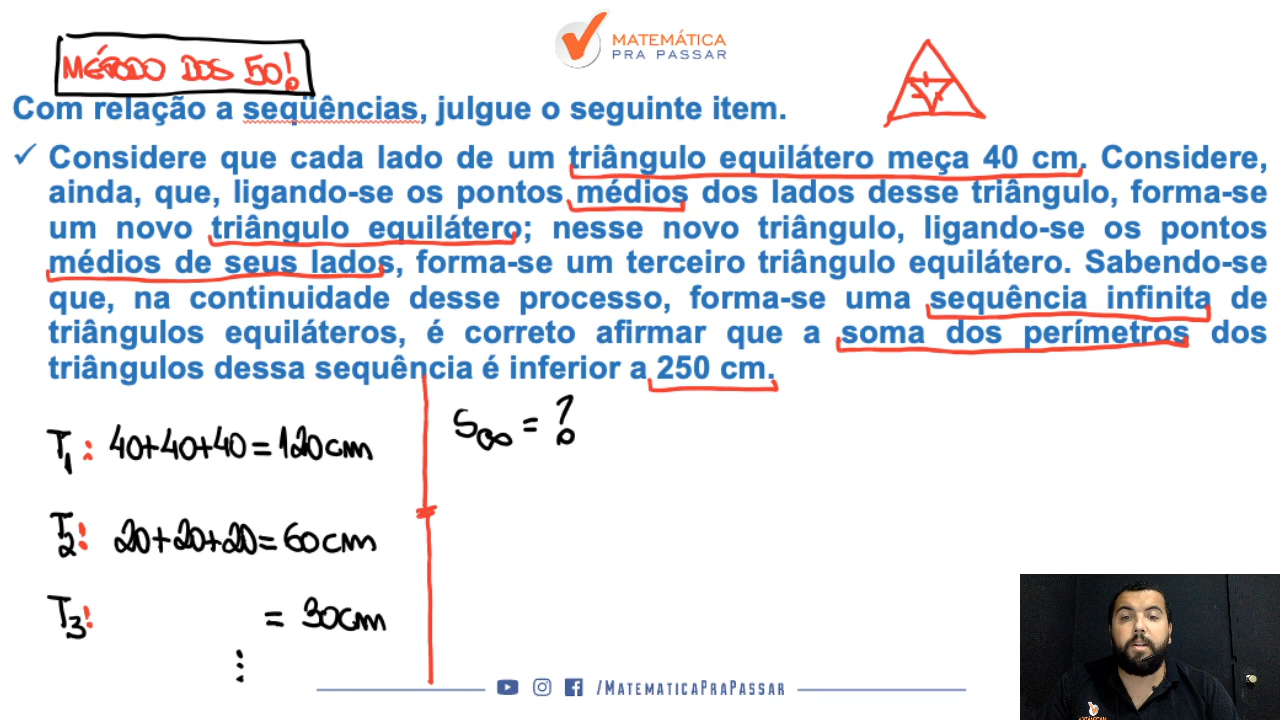 MATEMÁTICA
PRA PASSAR
MÉTODO DOS 50!
Com relação a seqüências, julgue o seguinte item.
✓ Considere que cada lado de um triângulo equilátero meça 40 cm. Considere,
ainda, que, ligando-se os pontos médios dos lados desse triângulo, forma-se
um novo triângulo equilátero; nesse novo triângulo, ligando-se os pontos
médios de seus lados, forma-se um terceiro triângulo equilátero. Sabendo-se
que, na continuidade desse processo, forma-se uma sequência infinita de
triângulos equiláteros, é correto afirmar que a soma dos perímetros dos
triângulos dessa sequência é inferior a 250 cm.
T1: 40+40+40=120cm
S∞ = ?
T2: 20+20+20=60cm
T3: = 30cm
⋮
/MatematicaPraPassar